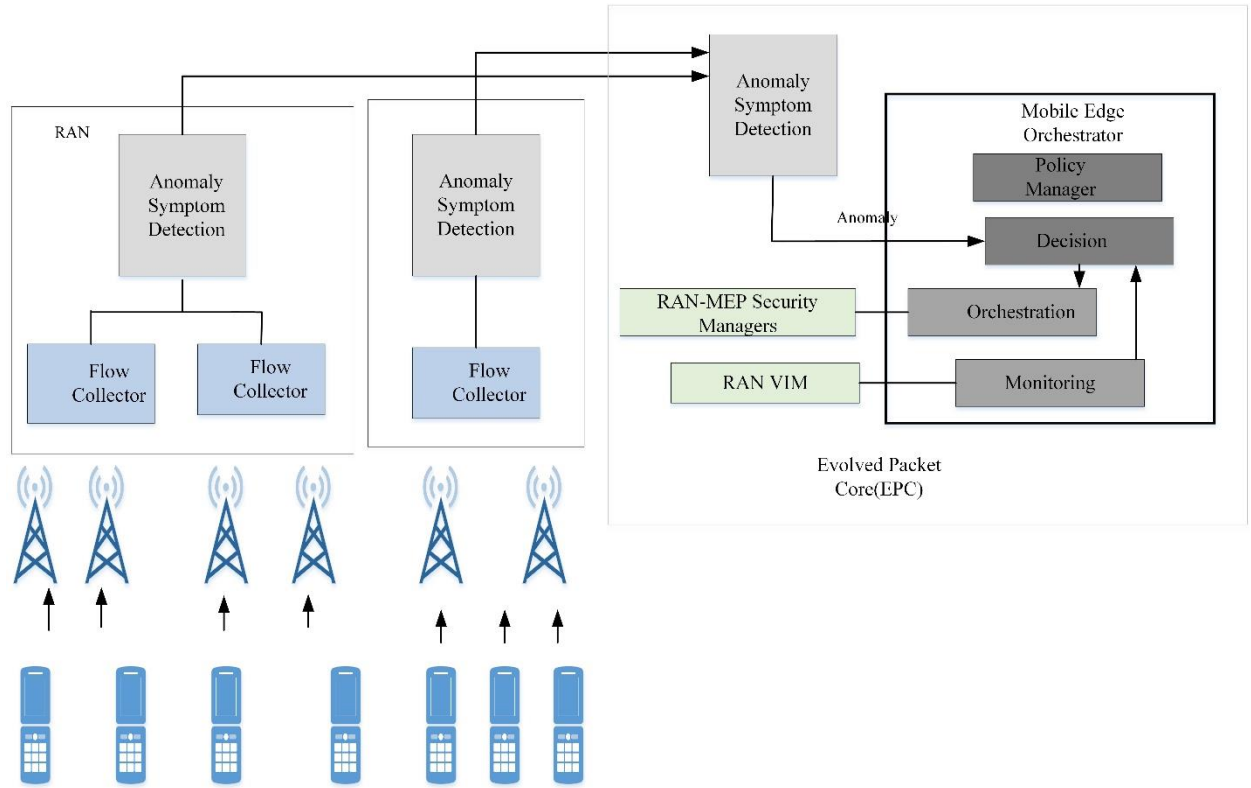 RAN
Anomaly
Symptom
Detection
Flow
Collector
Flow
Collector
Anomaly
Symptom
Detection
Flow
Collector
Anomaly
Symptom
Detection
Anomaly
Mobile Edge
Orchestrator
Policy
Manager
Decision
RAN-MEP Security
Managers
Orchestration
RAN VIM
Monitoring
Evolved Packet
Core(EPC)